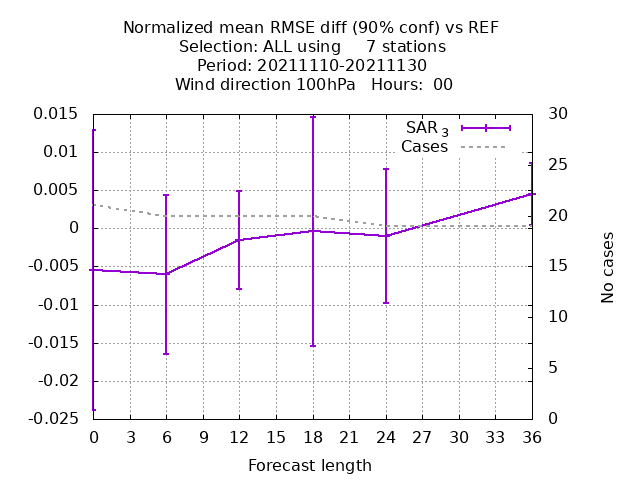 Normalized mean RMSE diff (90% conf) vs REF
Selection: ALL using     7 stations
Period: 20211110-20211130
Wind direction 100hPa   Hours:  00
SAR 3
Cases
0.015
0.01
0.005
0
-0.005
-0.01
-0.015
-0.02
-0.025
30
25
20
15
10
5
0
No cases
0 3 6 9 12 15 18 21 24 27 30 33 36
Forecast length